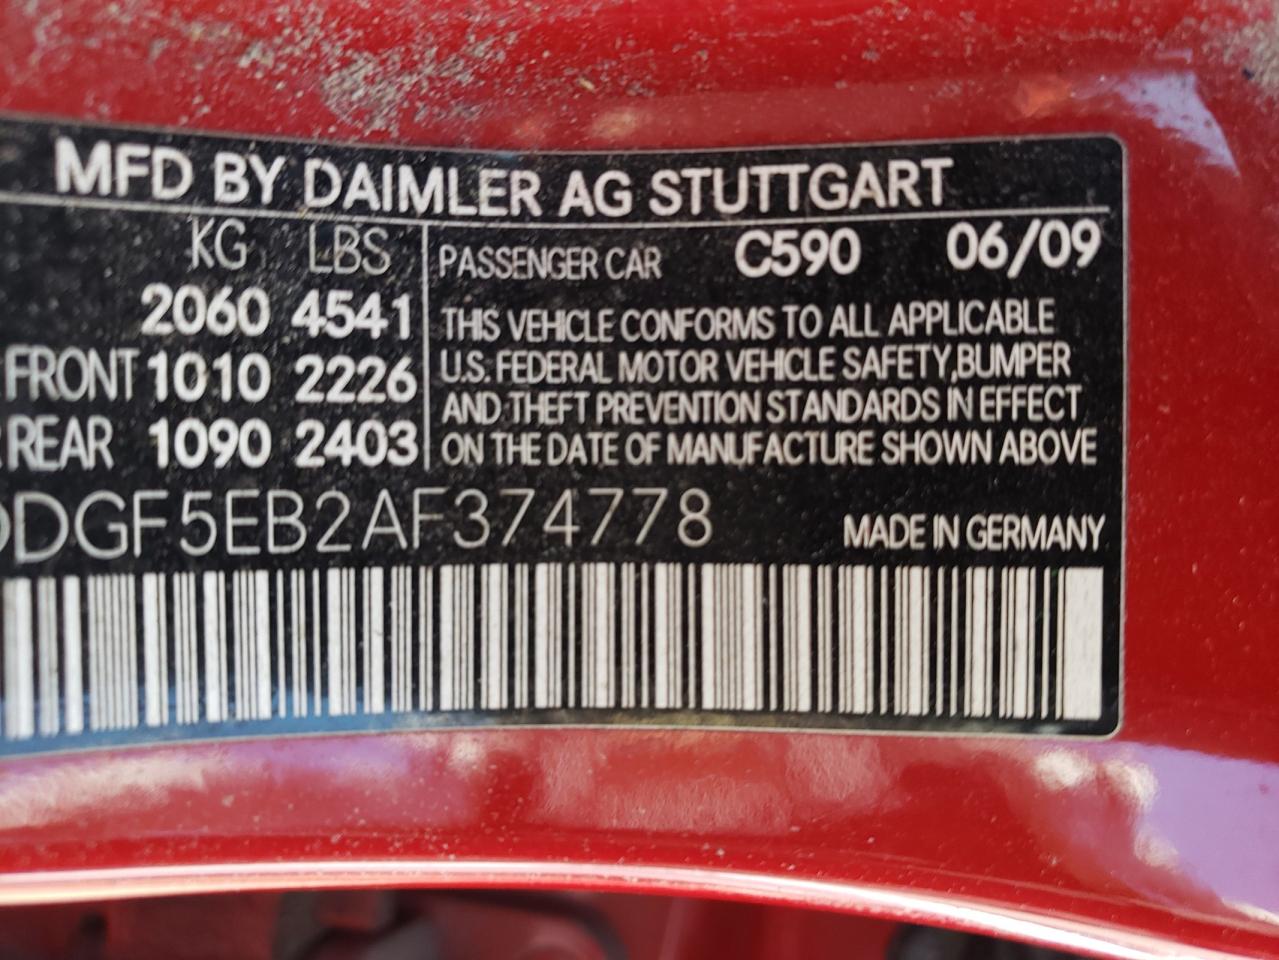 MFD BY DAIMLER AG STUTTGART
KG LBS
2060 4541
FRONT 1010 2226
REAR 1090 2403
PASSENGER CAR C590 06/09
THIS VEHICLE CONFORMS TO ALL APPLICABLE
U.S. FEDERAL MOTOR VEHICLE SAFETY,BUMPER
AND THEFT PREVENTION STANDARDS IN EFFECT
ON THE DATE OF MANUFACTURE SHOWN ABOVE
DDGF5EB2AF374778
MADE IN GERMANY